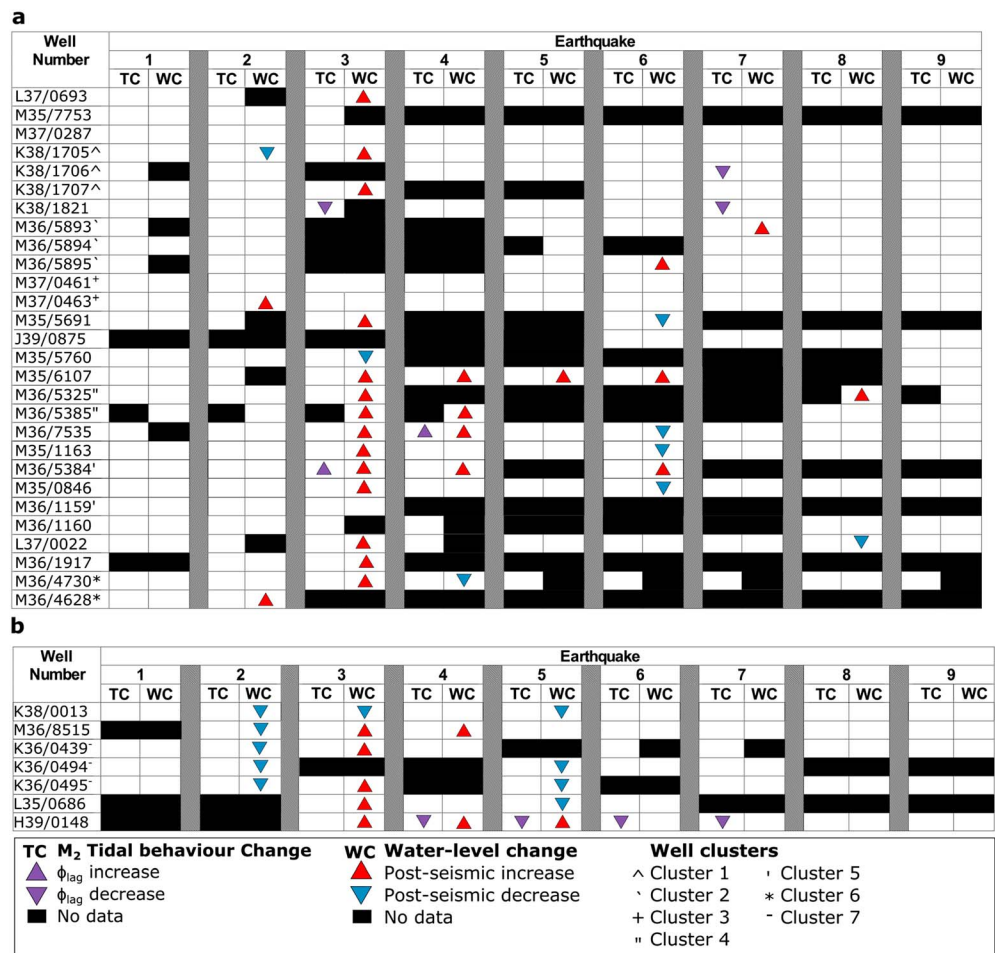 a
Well Number Earthquake
1 2 3 4 5 6 7 8 9
TC WC TC WC TC WC TC WC TC WC TC WC TC WC TC WC TC WC
L37/0693
M35/7753
M37/0287
K38/1705^
K38/1706^
K38/1707^
K38/1821
M36/5893`
M36/5894`
M36/5895`
M37/0461+
M37/0463+
M35/5691
J39/0875
M35/5760
M35/6107
M36/5325"
M36/5385"
M36/7535
M35/1163
M36/5384'
M35/0846
M36/1159'
M36/1160
L37/0022
M36/1917
M36/4730*
M36/4628*
b
Well Number Earthquake
1 2 3 4 5 6 7 8 9
TC WC TC WC TC WC TC WC TC WC TC WC TC WC TC WC TC WC
K38/0013
M36/8515
K36/0439-
K36/0494-
K36/0495-
L35/0686
H39/0148
TC M2 Tidal behaviour Change WC Water-level change Well clusters
ϕlag increase Post-seismic increase ^ Cluster 1 ' Cluster 5
ϕlag decrease Post-seismic decrease ` Cluster 2 * Cluster 6
No data No data + Cluster 3 - Cluster 7
" Cluster 4